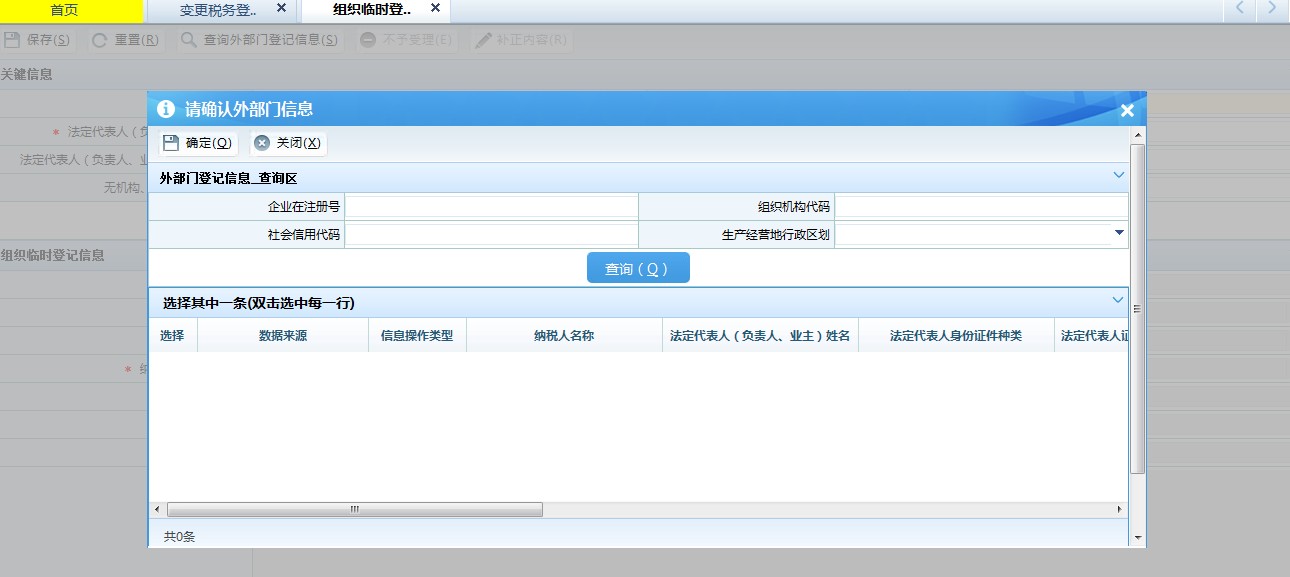 首页
变更税务登..
组织临时登..
保存(S)
重置(R)
查询外部门登记信息(S)
不予受理(E)
补正内容(R)
关键信息
* 法定代表人（负
法定代表人（负责人、业
无机构、
组织临时登记信息
* 纳
请确认外部门信息
确定(O)
关闭(X)
外部门登记信息_查询区
企业在注册号
组织机构代码
社会信用代码
生产经营地行政区划
查询（Q）
选择其中一条(双击选中每一行)
选择
数据来源
信息操作类型
纳税人名称
法定代表人（负责人、业主）姓名
法定代表人身份证件种类
法定代表人证
共0条